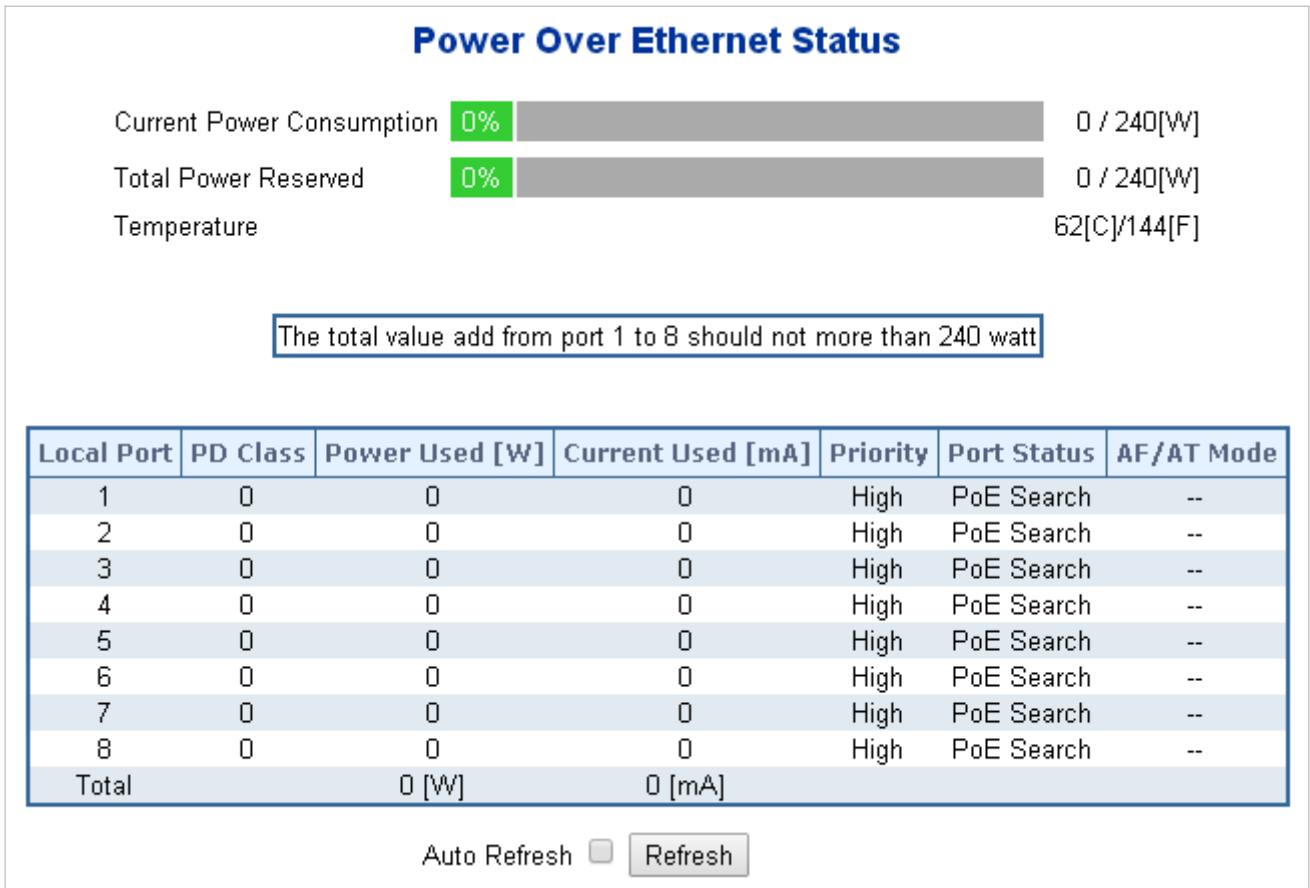 Power Over Ethernet Status
Current Power Consumption 0% 0 / 240[W]
Total Power Reserved 0% 0 / 240[W]
Temperature 62[C]/144[F]
The total value add from port 1 to 8 should not more than 240 watt
Local Port PD Class Power Used [W] Current Used [mA] Priority Port Status AF/AT Mode
1 0 0 0 High PoE Search --
2 0 0 0 High PoE Search --
3 0 0 0 High PoE Search --
4 0 0 0 High PoE Search --
5 0 0 0 High PoE Search --
6 0 0 0 High PoE Search --
7 0 0 0 High PoE Search --
8 0 0 0 High PoE Search --
Total 0 [W] 0 [mA]
Auto Refresh Refresh